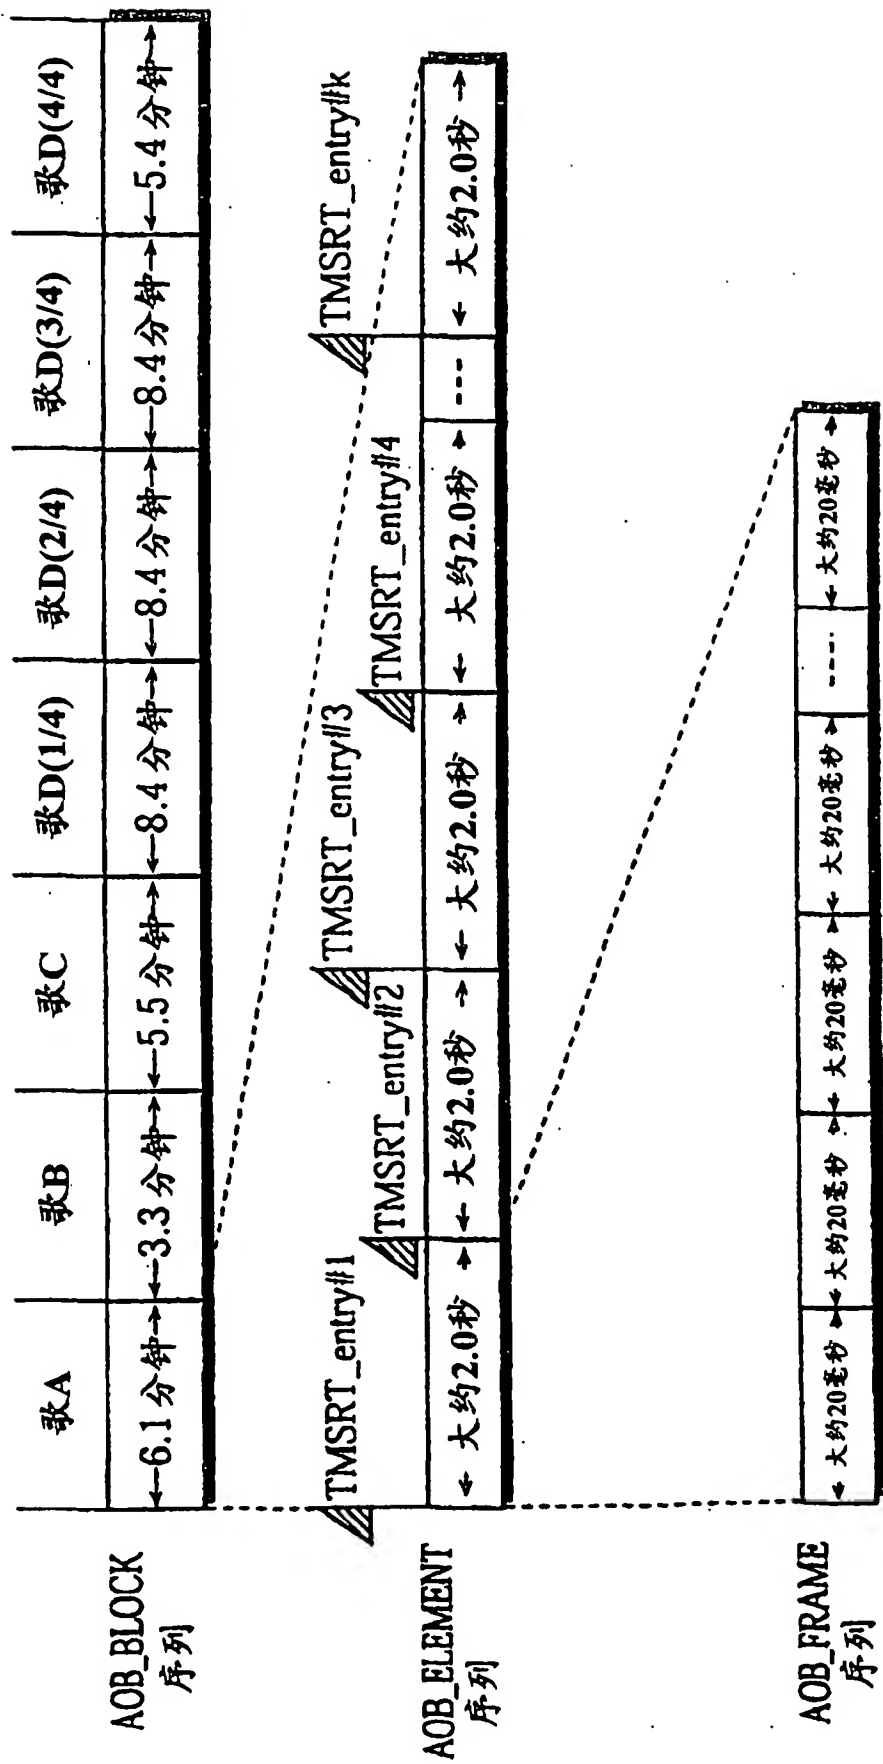 歌A
歌B
歌C
歌D(1/4)
歌D(2/4)
歌D(3/4)
歌D(4/4)
AOB_BLOCK
序列
6.1分钟
3.3分钟
5.5分钟
8.4分钟
8.4分钟
8.4分钟
5.4分钟
TMSRT_entry#1
TMSRT_entry#2
TMSRT_entry#3
TMSRT_entry#4
TMSRT_entry#k
AOB_ELEMENT
序列
大约2.0秒
大约2.0秒
大约2.0秒
大约2.0秒
----
大约2.0秒
AOB_FRAME
序列
大约20毫秒
大约20毫秒
大约20毫秒
大约20毫秒
----
大约20毫秒